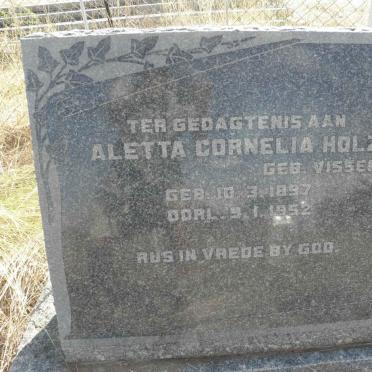 TER GEDAGTENIS AAN
ALETTA CORNELIA HOLZ
GEB. VISSE
GEB. 10.3.1897
OORL. 9.1.1952
RUS IN VREDE BY GOD.